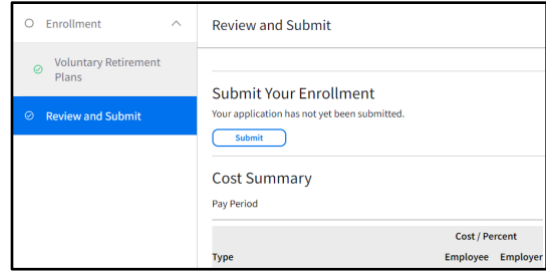 Enrollment
Voluntary Retirement
Plans
Review and Submit
Review and Submit
Submit Your Enrollment
Your application has not yet been submitted.
Submit
Cost Summary
Pay Period
Cost / Percent
Type Employee Employer